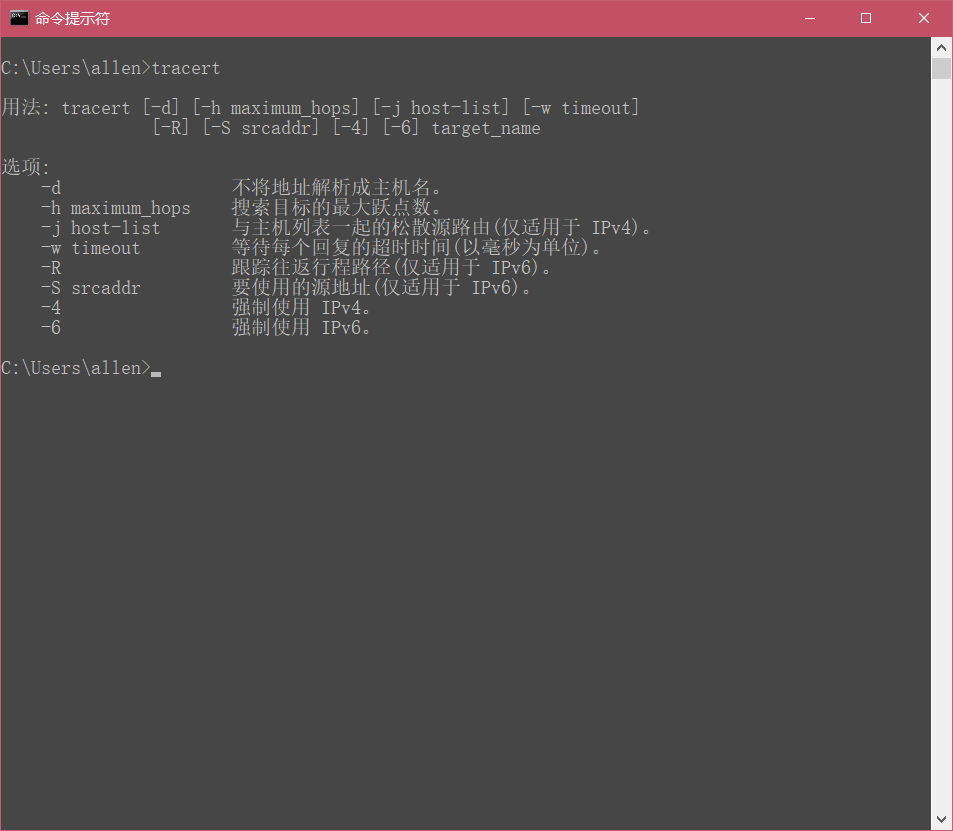 命令提示符
C:\Users\allen>tracert
用法: tracert [-d] [-h maximum_hops] [-j host-list] [-w timeout]
[-R] [-S srcaddr] [-4] [-6] target_name
选项:
-d 不将地址解析成主机名。
-h maximum_hops 搜索目标的最大跃点数。
-j host-list 与主机列表一起的松散源路由(仅适用于 IPv4)。
-w timeout 等待每个回复的超时时间(以毫秒为单位)。
-R 跟踪往返行程路径(仅适用于 IPv6)。
-S srcaddr 要使用的源地址(仅适用于 IPv6)。
-4 强制使用 IPv4。
-6 强制使用 IPv6。
C:\Users\allen>